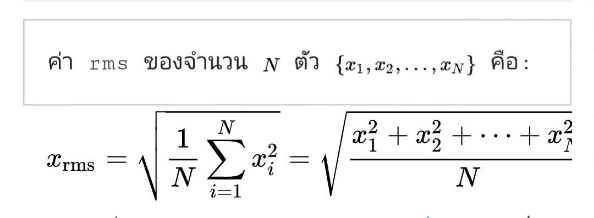 ค่า rms ของจำนวน N ตัว {x₁, x₂, ..., x_N} คือ:
x_rms = √(1/N ∑_{i=1}^{N} x_i²) = √((x₁² + x₂² + ⋯ + x_N²)/N)